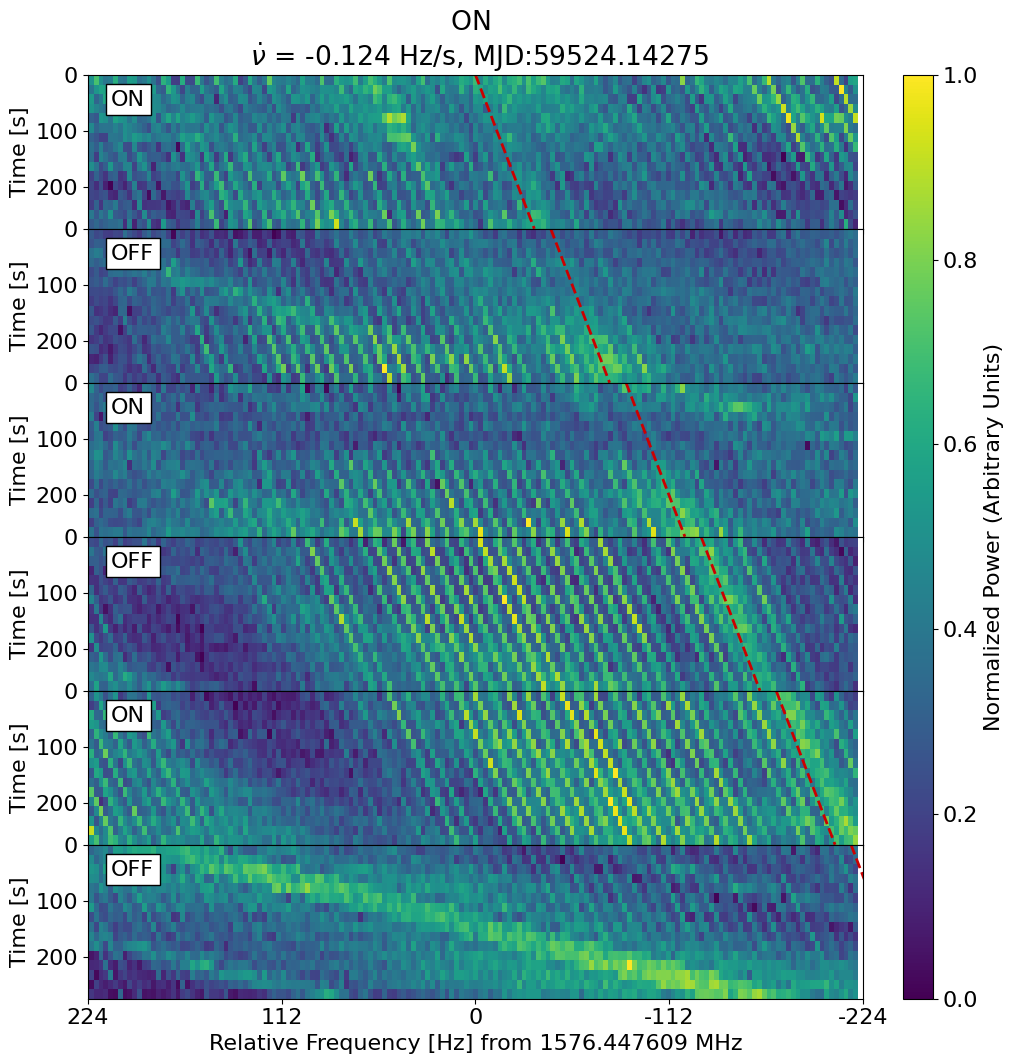 ON
ν̇ = -0.124 Hz/s, MJD:59524.14275
0
ON
100
200
Time [s]
0
OFF
100
200
Time [s]
0
ON
100
200
Time [s]
0
OFF
100
200
Time [s]
0
ON
100
200
Time [s]
0
OFF
100
200
Time [s]
224 112 0 -112 -224
Relative Frequency [Hz] from 1576.447609 MHz
1.0
0.8
0.6
0.4
0.2
0.0
Normalized Power (Arbitrary Units)